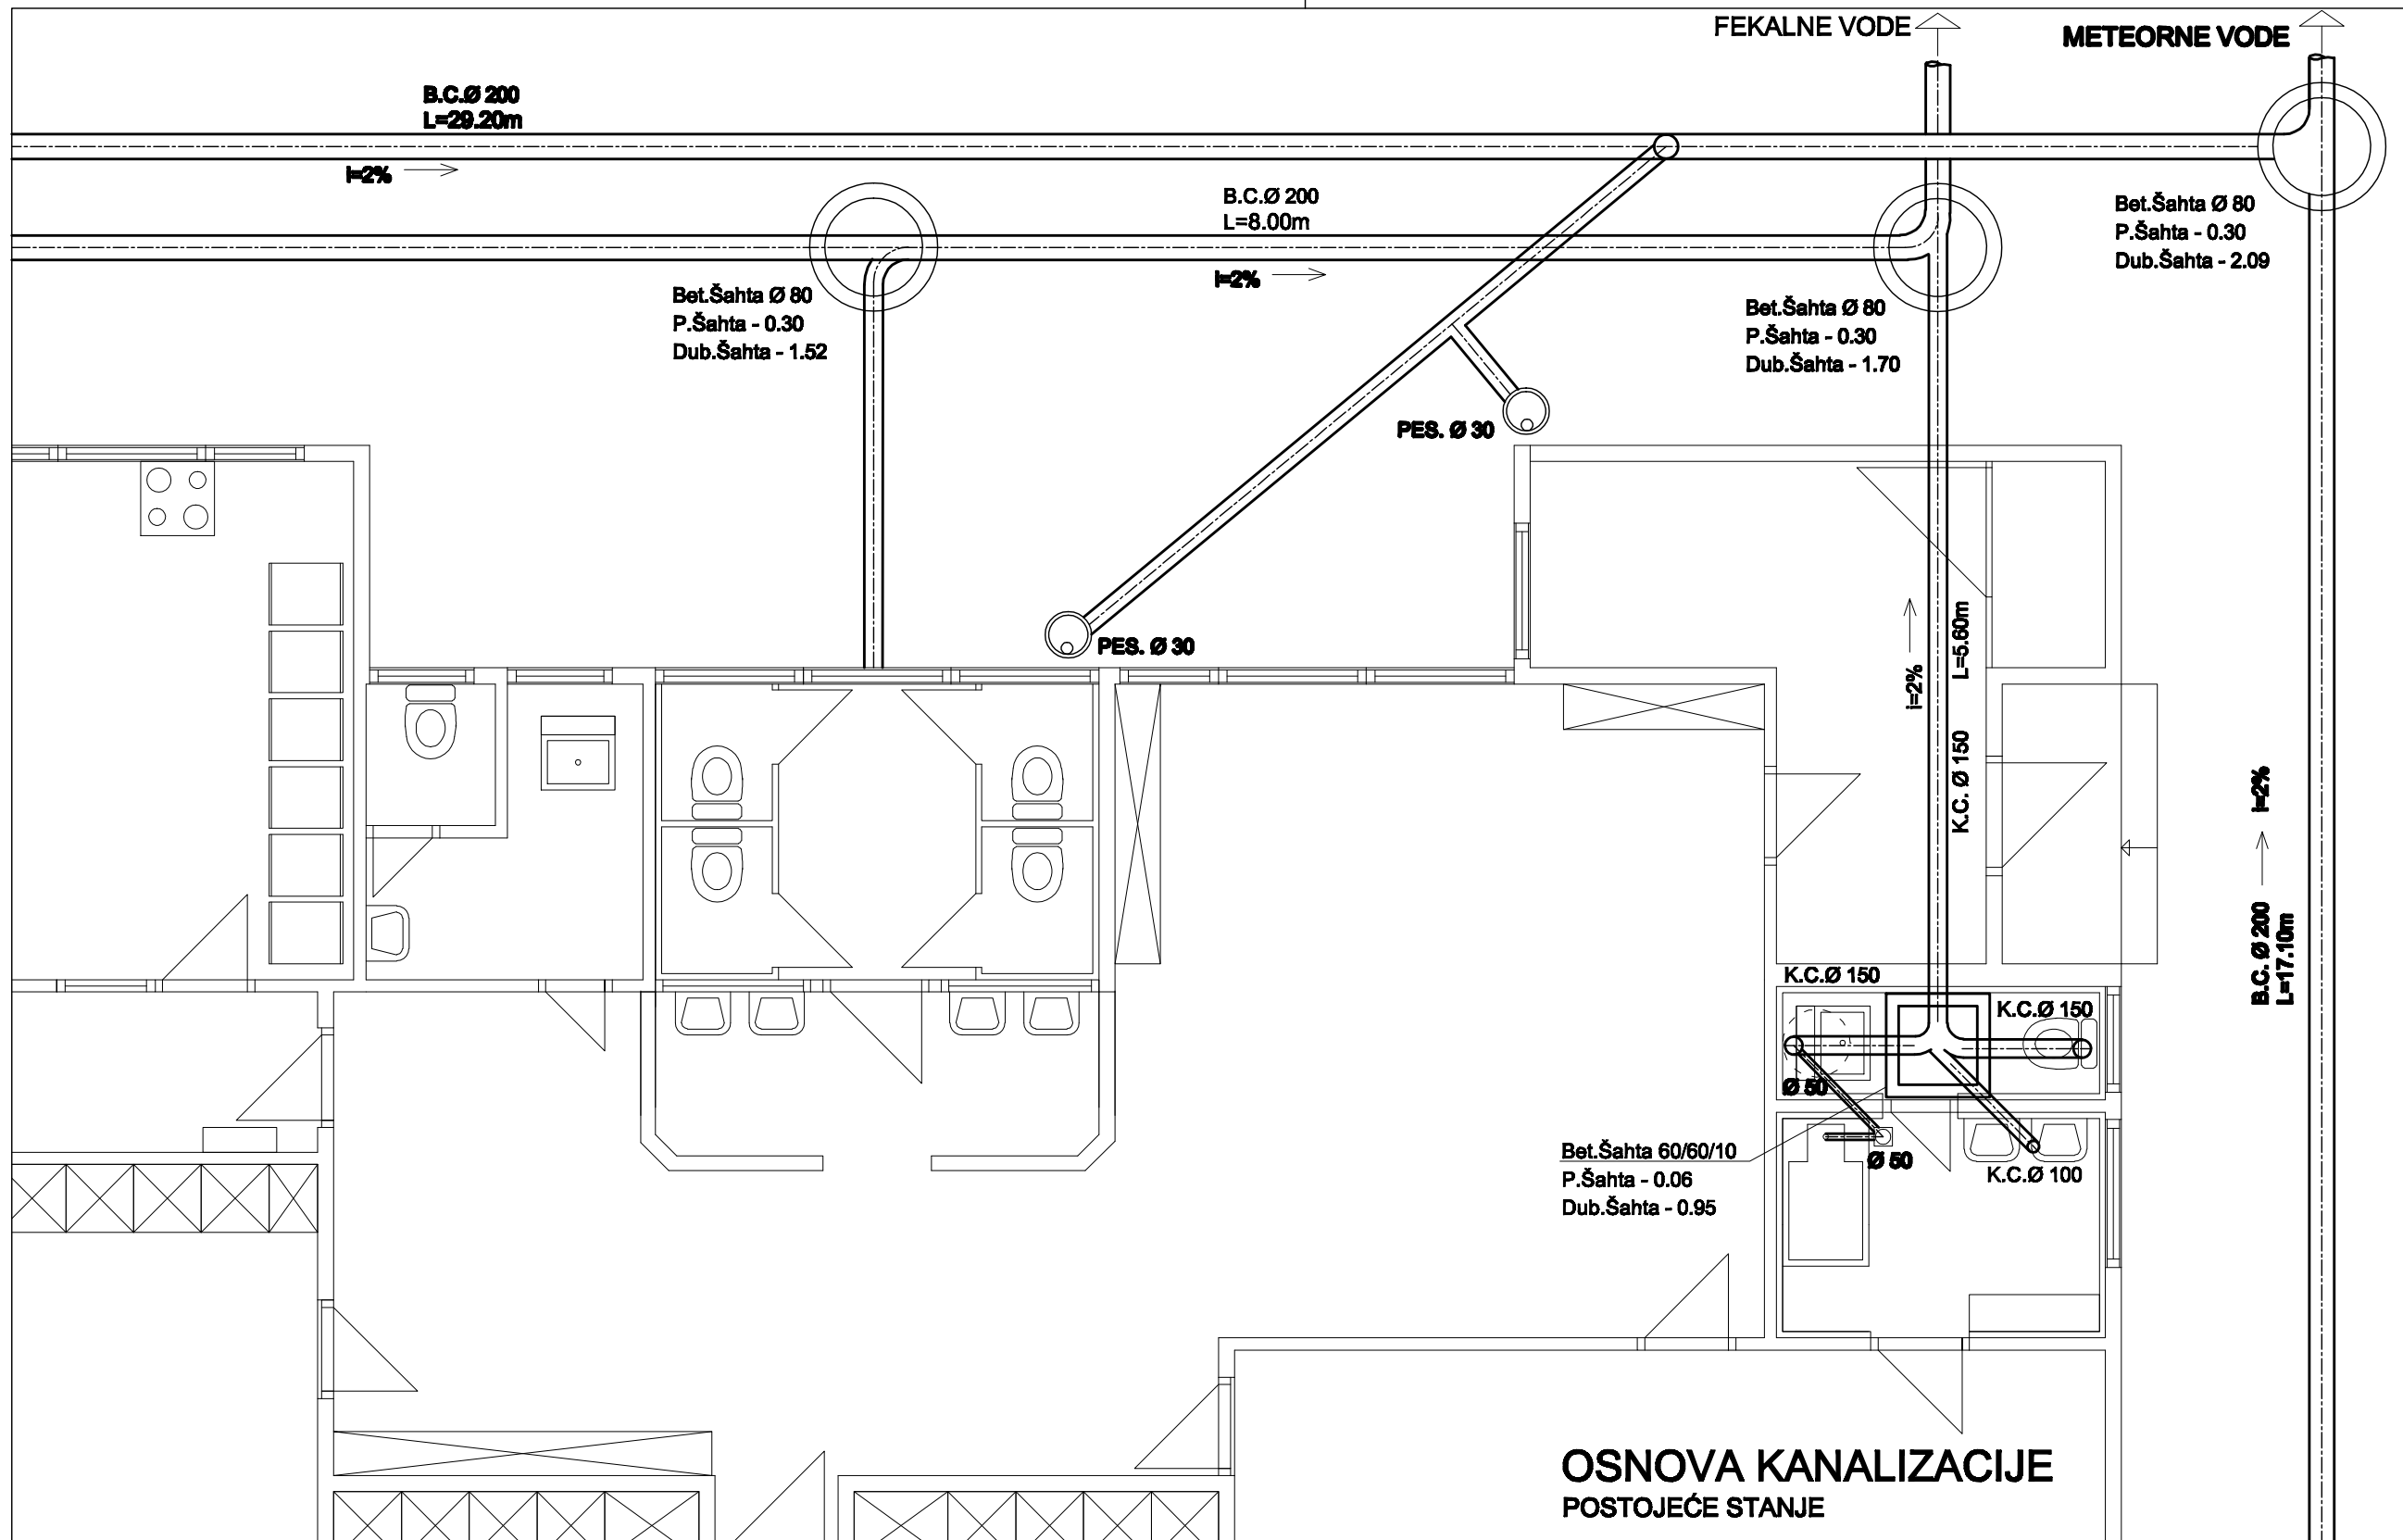 FEKALNE VODE
METEORNE VODE
B.C.Ø 200
L=29.20m
i=2%
B.C.Ø 200
L=8.00m
i=2%
Bet.Šahta Ø 80
P.Šahta - 0.30
Dub.Šahta - 2.09
Bet.Šahta Ø 80
P.Šahta - 0.30
Dub.Šahta - 1.52
Bet.Šahta Ø 80
P.Šahta - 0.30
Dub.Šahta - 1.70
PES. Ø 30
PES. Ø 30
K.C. Ø 150 L=5.60m
i=2%
B.C. Ø 200 i=2%
L=17.10m
K.C.Ø 150
K.C.Ø 150
Ø 50
Ø 50
K.C.Ø 100
Bet.Šahta 60/60/10
P.Šahta - 0.06
Dub.Šahta - 0.95
OSNOVA KANALIZACIJE
POSTOJEĆE STANJE